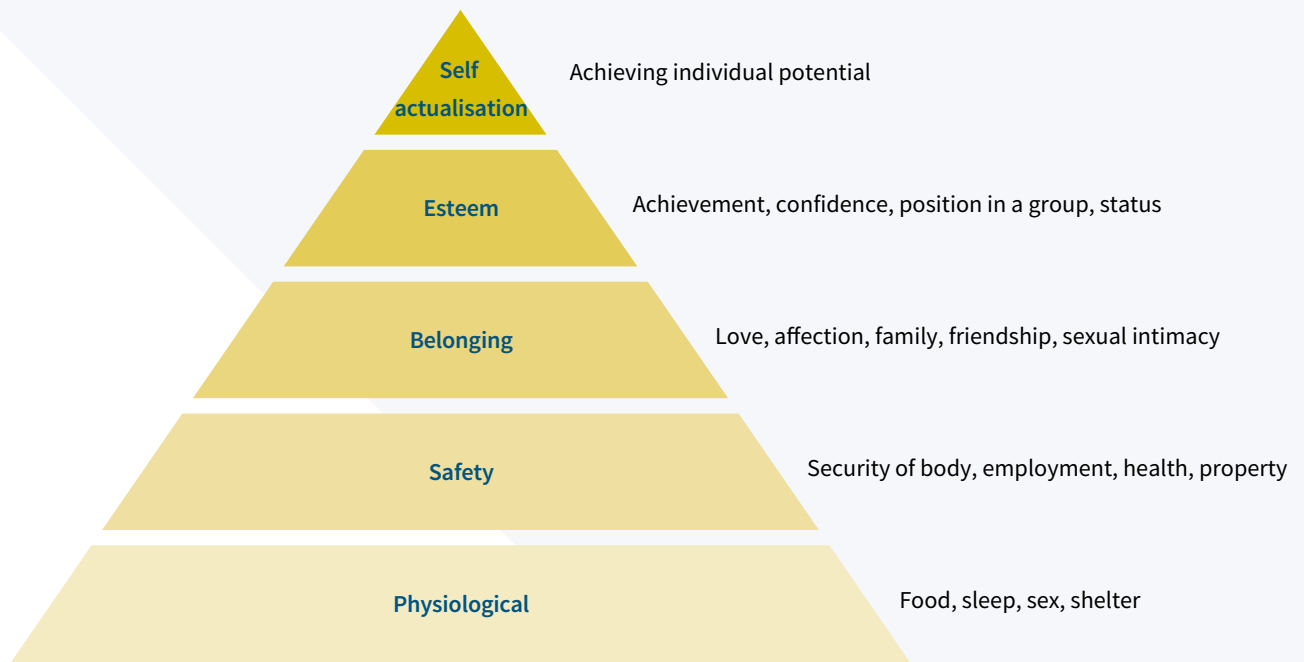 Self
actualisation
Achieving individual potential
Esteem
Achievement, confidence, position in a group, status
Belonging
Love, affection, family, friendship, sexual intimacy
Safety
Security of body, employment, health, property
Physiological
Food, sleep, sex, shelter